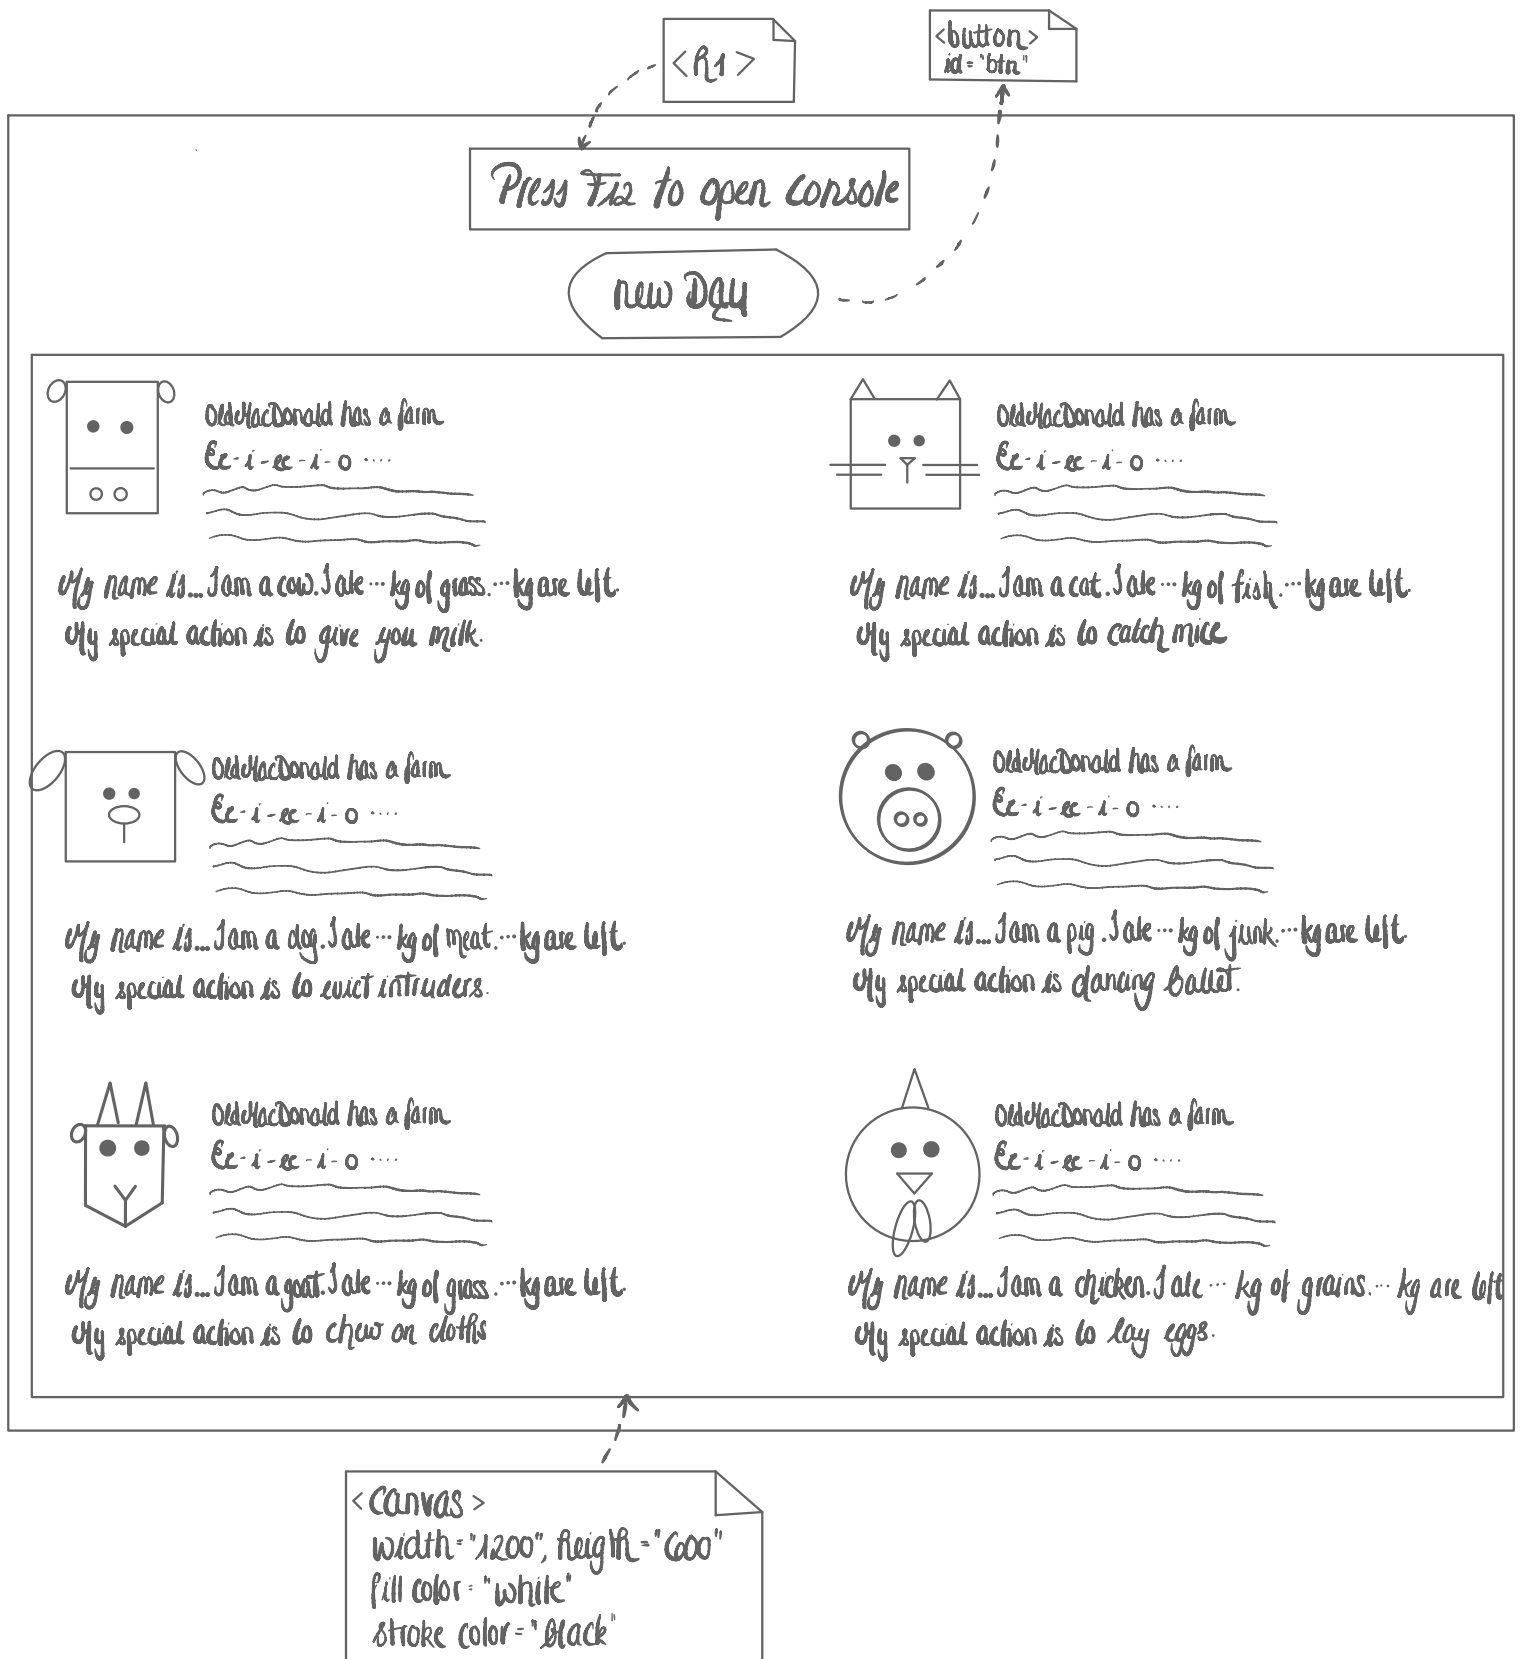 <h1>
<button>
id="btn"
Press F12 to open console
new Day
OldMacDonald has a farm
Ee-i-ee-i-o ....
My name is... I am a cow. I ate ... kg of grass. ... kg are left.
My special action is to give you milk.
OldMacDonald has a farm
Ee-i-ee-i-o ....
My name is... I am a cat. I ate ... kg of fish. ... kg are left.
My special action is to catch mice
OldMacDonald has a farm
Ee-i-ee-i-o ....
My name is... I am a dog. I ate ... kg of meat. ... kg are left.
My special action is to evict intruders.
OldMacDonald has a farm
Ee-i-ee-i-o ....
My name is... I am a pig. I ate ... kg of junk. ... kg are left.
My special action is dancing ballet.
OldMacDonald has a farm
Ee-i-ee-i-o ....
My name is... I am a goat. I ate ... kg of grass. ... kg are left.
My special action is to chew on cloths
OldMacDonald has a farm
Ee-i-ee-i-o ....
My name is... I am a chicken. I ate ... kg of grains. ... kg are left
My special action is to lay eggs.
<canvas>
width="1200", heigth="600"
fill color="white"
stroke color="black"